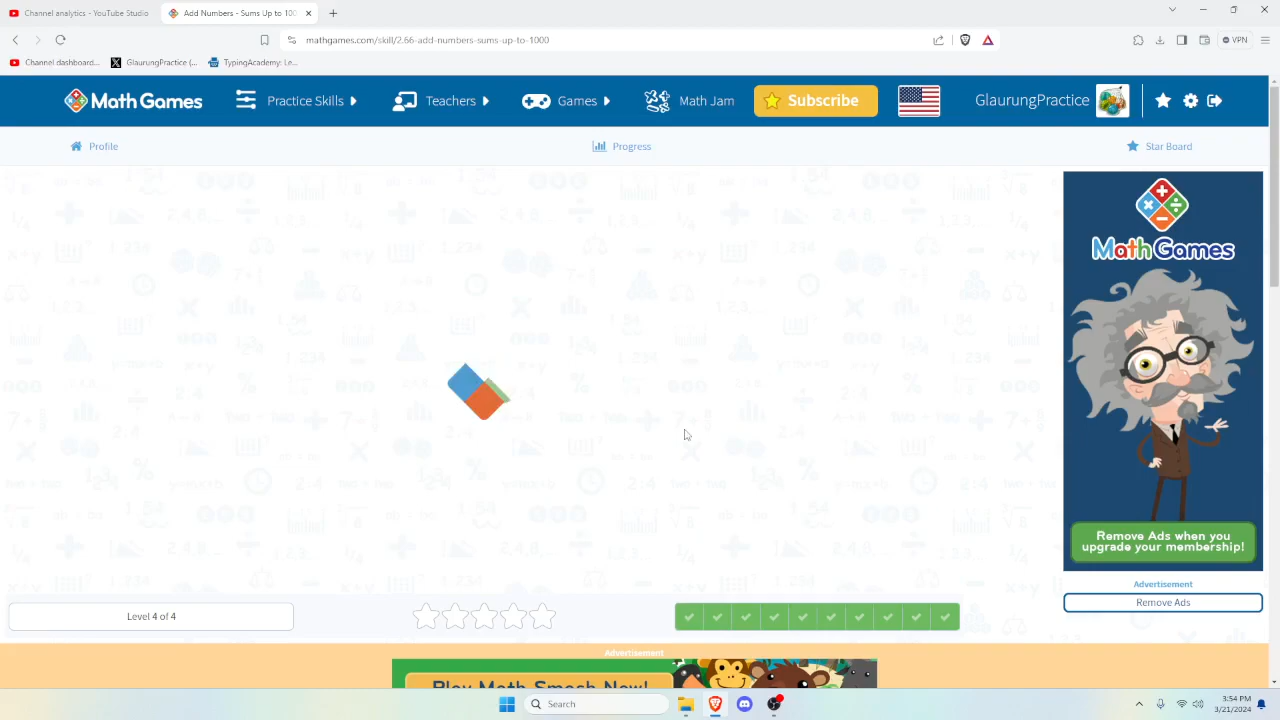 Channel analytics - YouTube Studio
Add Numbers - Sums Up to 100
mathgames.com/skill/2.66-add-numbers-sums-up-to-1000
VPN
Channel dashboard...
GlaurungPractice (...
TypingAcademy: Le...
Math Games
Practice Skills
Teachers
Games
Math Jam
Subscribe
GlaurungPractice
Profile
Progress
Star Board
MathGames
Remove Ads when you
upgrade your membership!
Advertisement
Remove Ads
Level 4 of 4
Advertisement
Play Math Smash Now!
Search
3:54 PM
3/21/2024